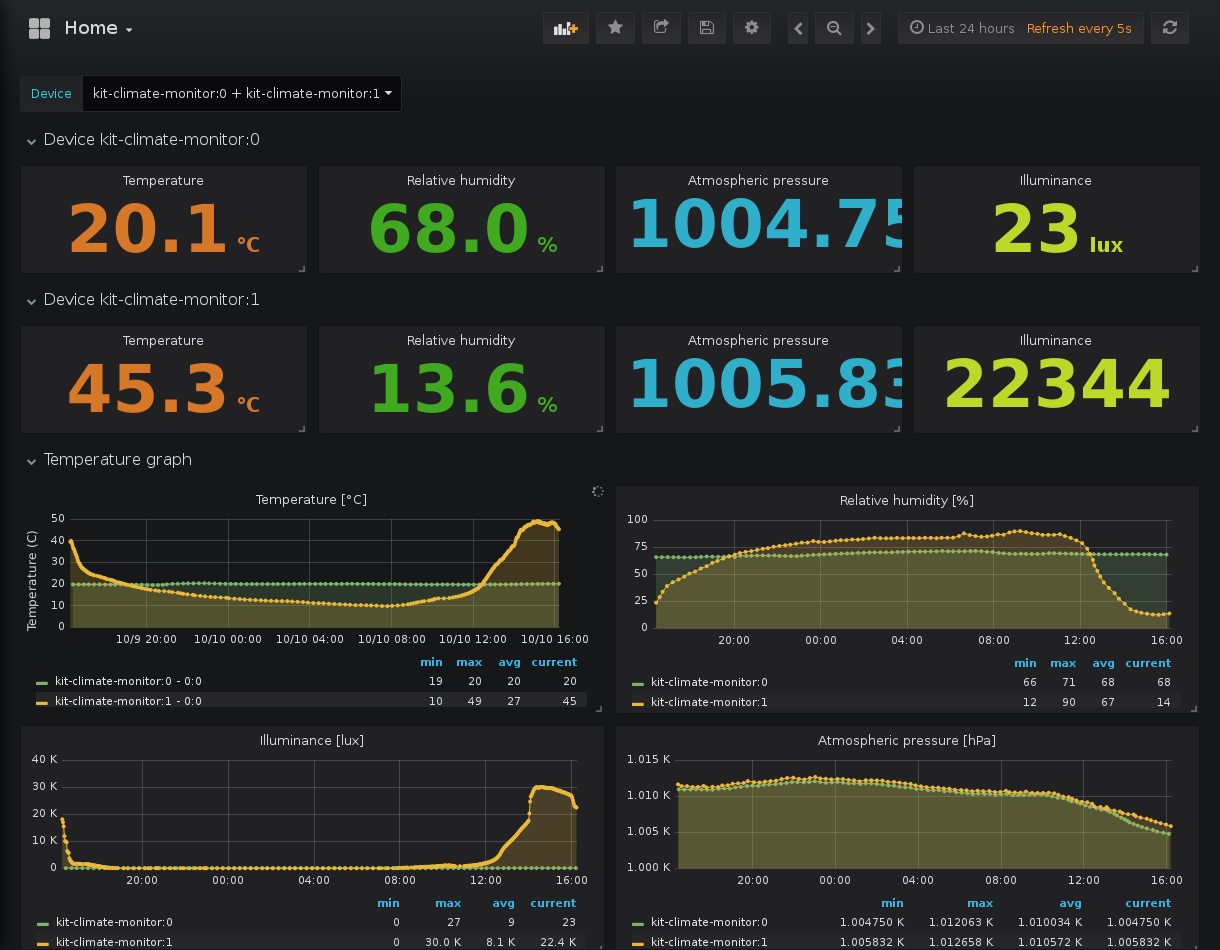 Home
Last 24 hours Refresh every 5s
Device kit-climate-monitor:0 + kit-climate-monitor:1
Device kit-climate-monitor:0
Temperature Relative humidity Atmospheric pressure Illuminance
20.1 °C 68.0 % 1004.75 23 lux
Device kit-climate-monitor:1
Temperature Relative humidity Atmospheric pressure Illuminance
45.3 °C 13.6 % 1005.83 22344
Temperature graph
Temperature [°C]
Temperature (C)
50
40
30
20
10
0
10/9 20:00 10/10 00:00 10/10 04:00 10/10 08:00 10/10 12:00 10/10 16:00
min max avg current
kit-climate-monitor:0 - 0:0 19 20 20 20
kit-climate-monitor:1 - 0:0 10 49 27 45
Relative humidity [%]
100
75
50
25
0
20:00 00:00 04:00 08:00 12:00 16:00
min max avg current
kit-climate-monitor:0 66 71 68 68
kit-climate-monitor:1 12 90 67 14
Illuminance [lux]
40 K
30 K
20 K
10 K
0
20:00 00:00 04:00 08:00 12:00 16:00
min max avg current
kit-climate-monitor:0 0 27 9 23
kit-climate-monitor:1 0 30.0 K 8.1 K 22.4 K
Atmospheric pressure [hPa]
1.015 K
1.010 K
1.005 K
1.000 K
20:00 00:00 04:00 08:00 12:00 16:00
min max avg current
kit-climate-monitor:0 1.004750 K 1.012063 K 1.010034 K 1.004750 K
kit-climate-monitor:1 1.005832 K 1.012658 K 1.010572 K 1.005832 K